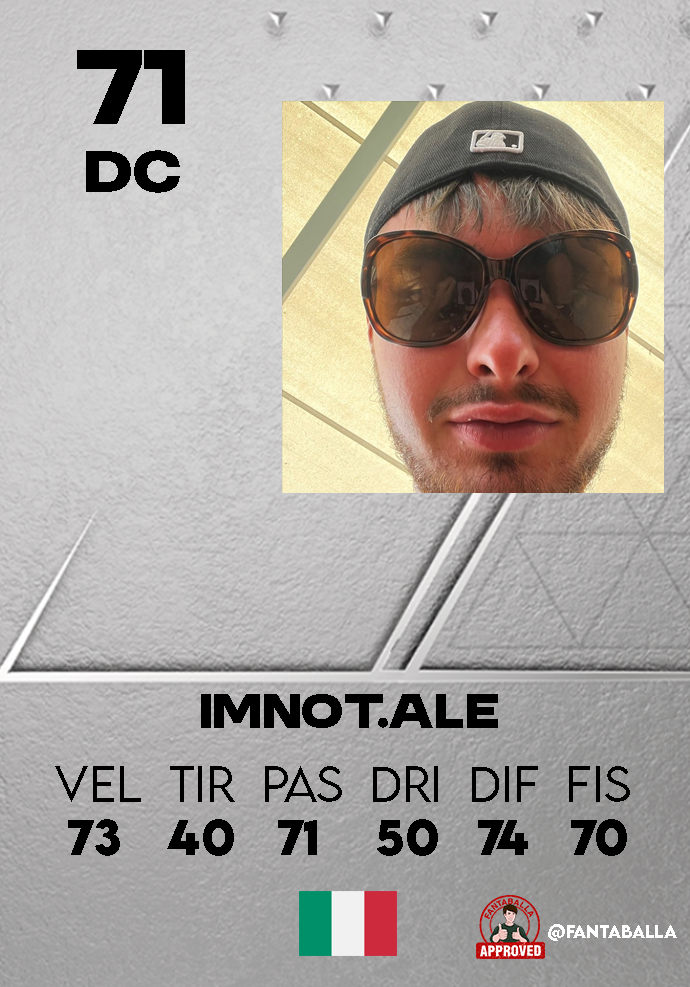 71
DC
IMNOT.ALE
VEL TIR PAS DRI DIF FIS
73 40 71 50 74 70
FANTABALLA
APPROVED
@FANTABALLA